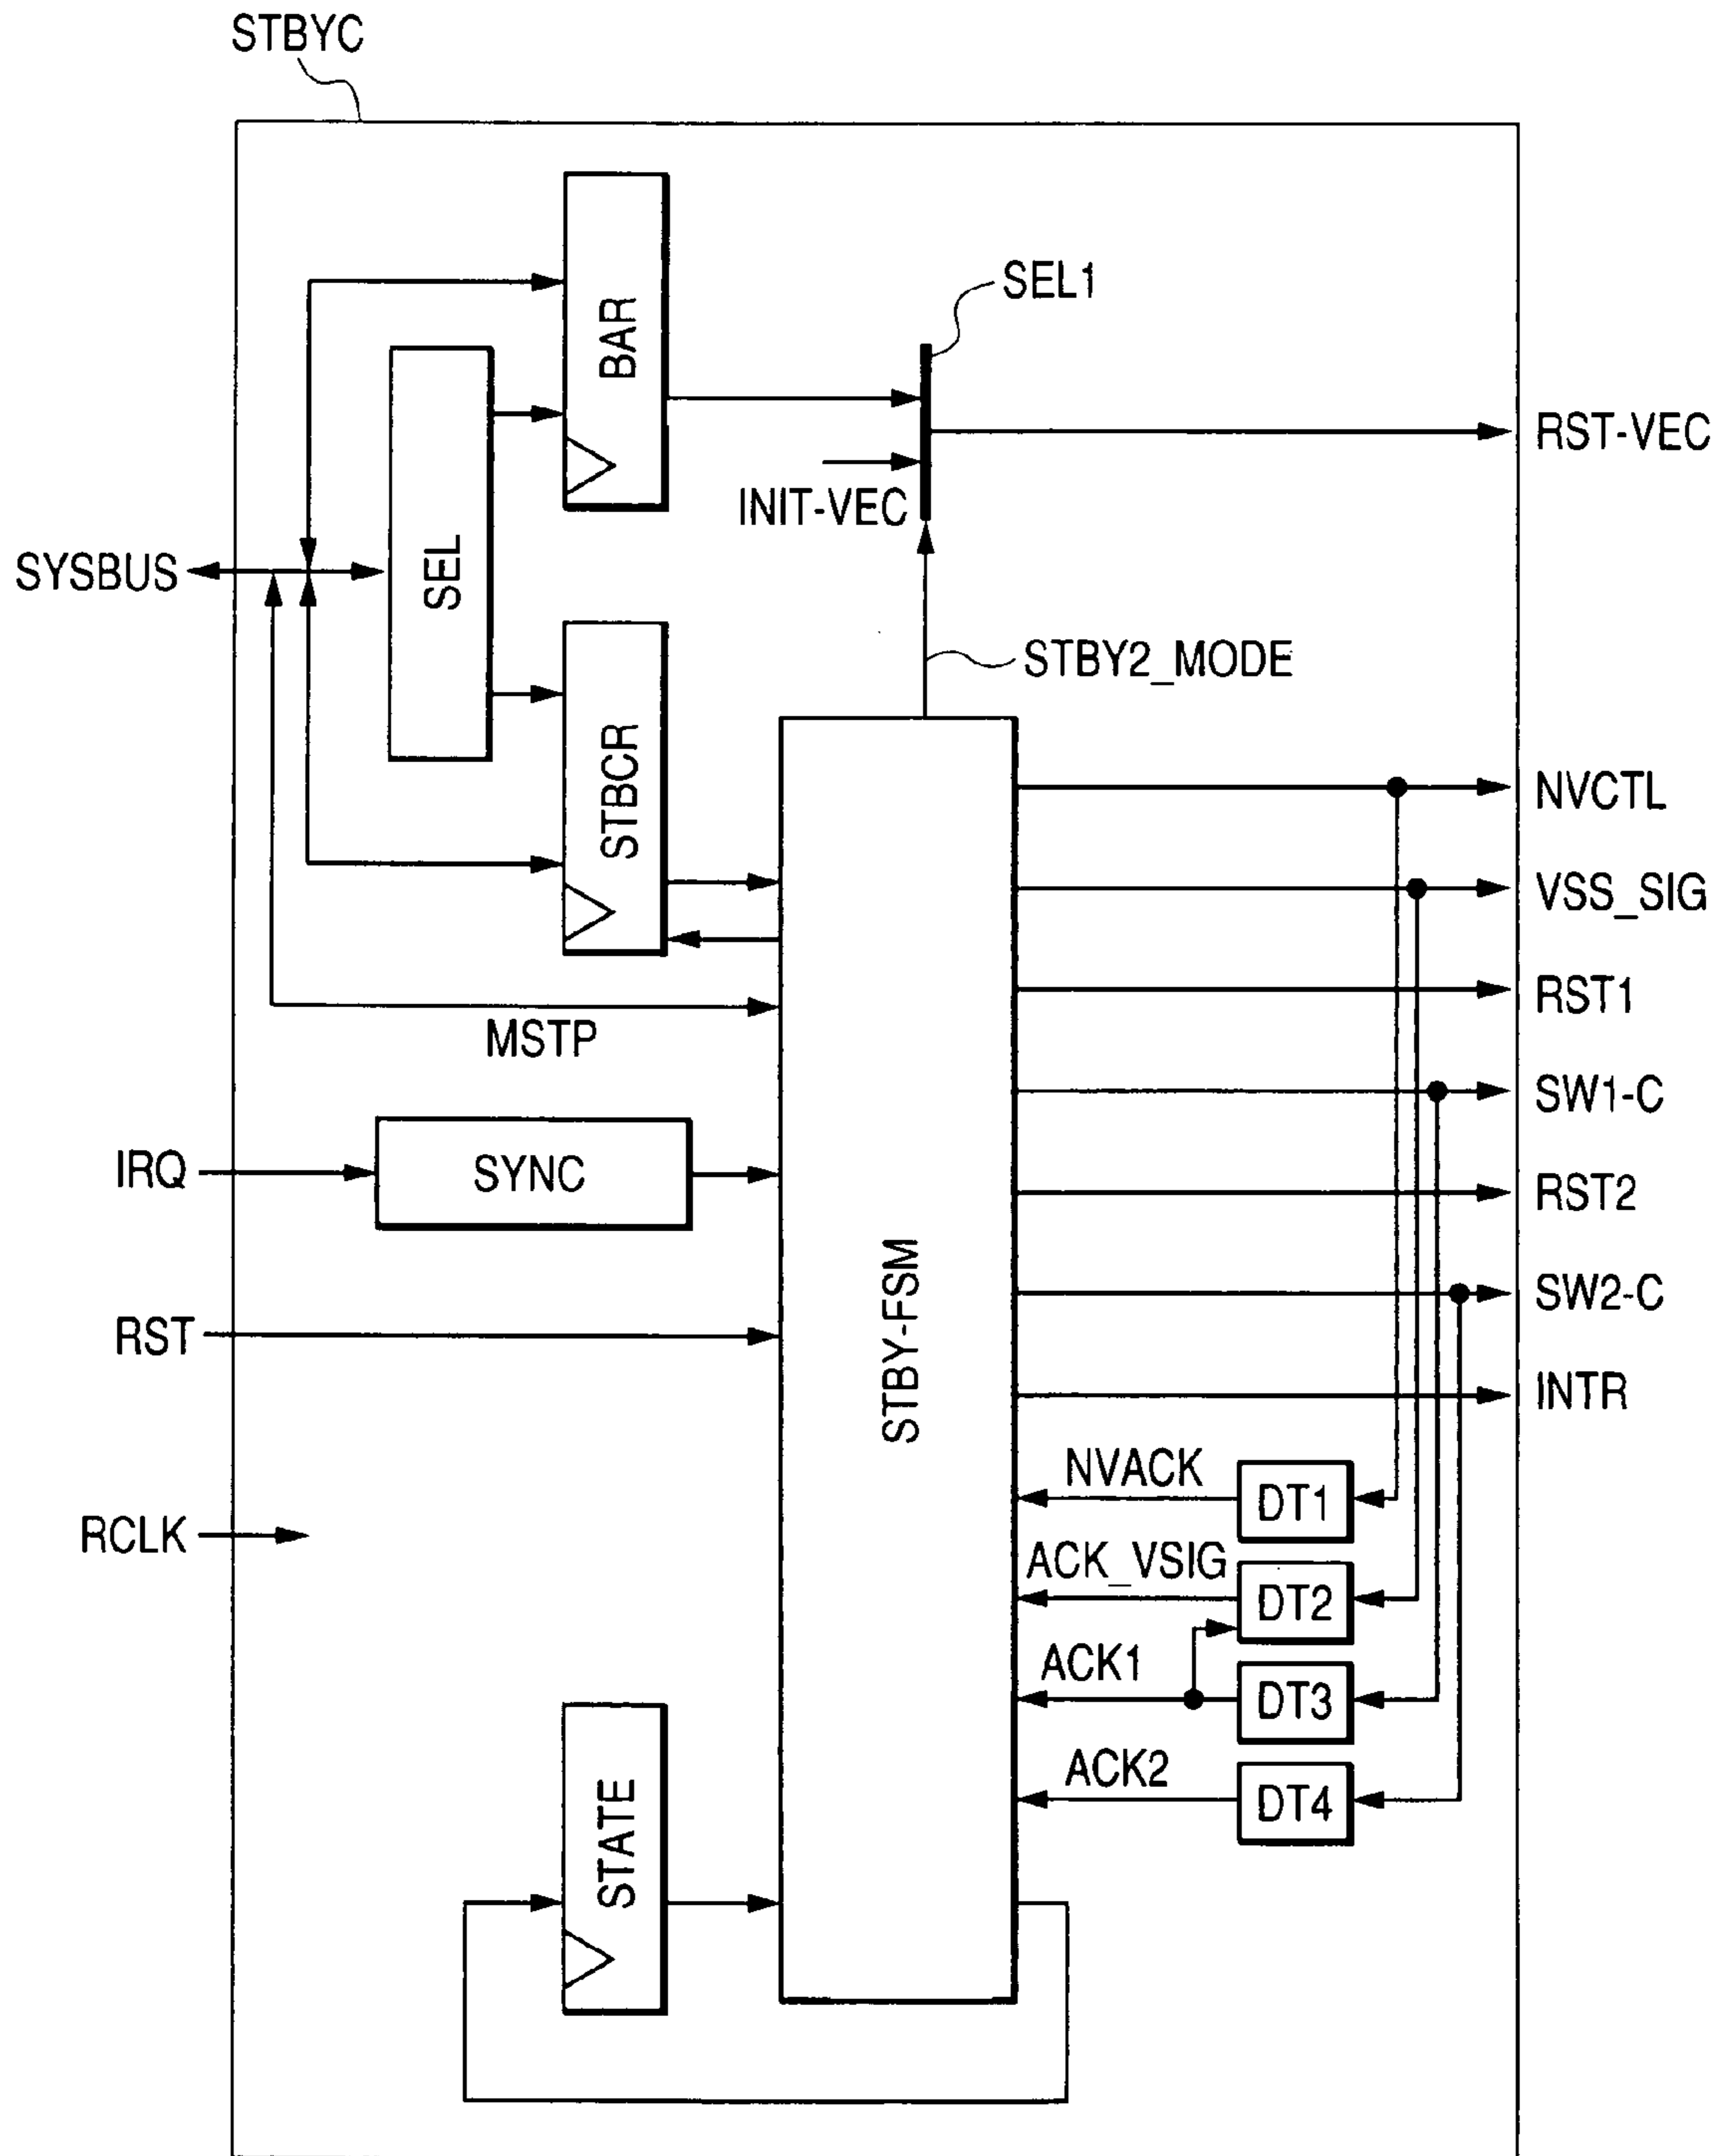 STBYC
BAR
SEL1
RST-VEC
INIT-VEC
SYSBUS
SEL
STBY2_MODE
STBCR
NVCTL
VSS_SIG
RST1
MSTP
SW1-C
IRQ
SYNC
RST2
STBY-FSM
SW2-C
RST
INTR
NVACK
DT1
RCLK
ACK_VSIG
DT2
ACK1
DT3
ACK2
DT4
STATE